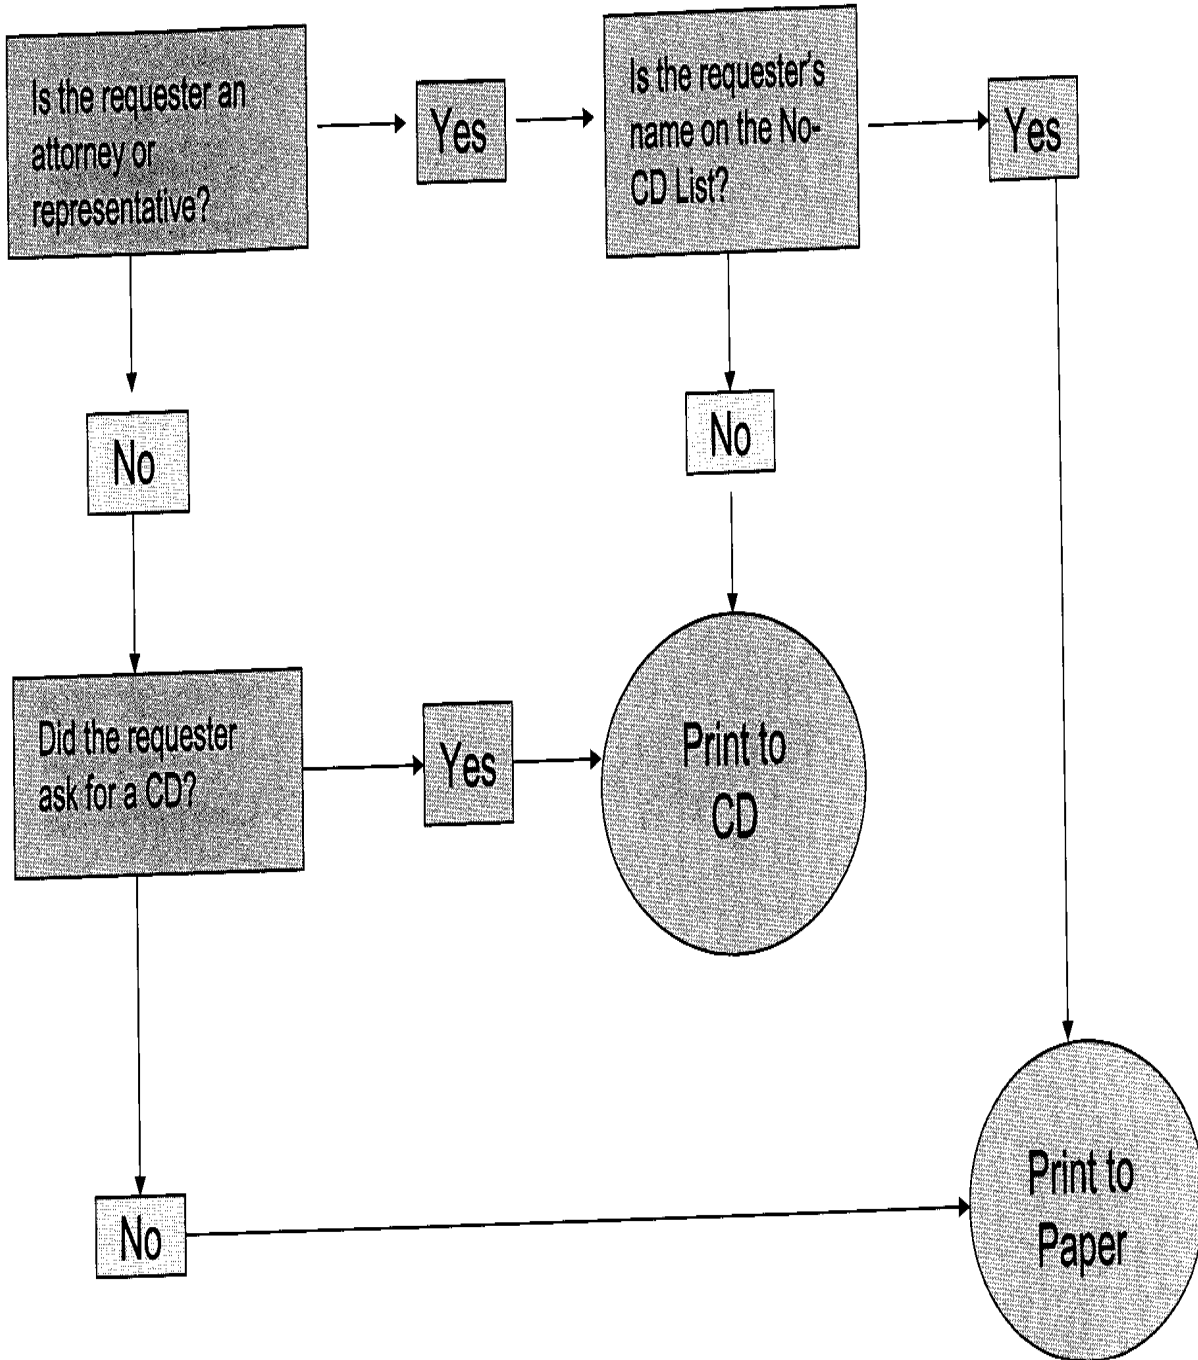 Is the requester an
attorney or
representative?
Yes
Is the requester's
name on the No-
CD List?
Yes
No
No
Did the requester
ask for a CD?
Yes
Print to
CD
No
Print to
Paper